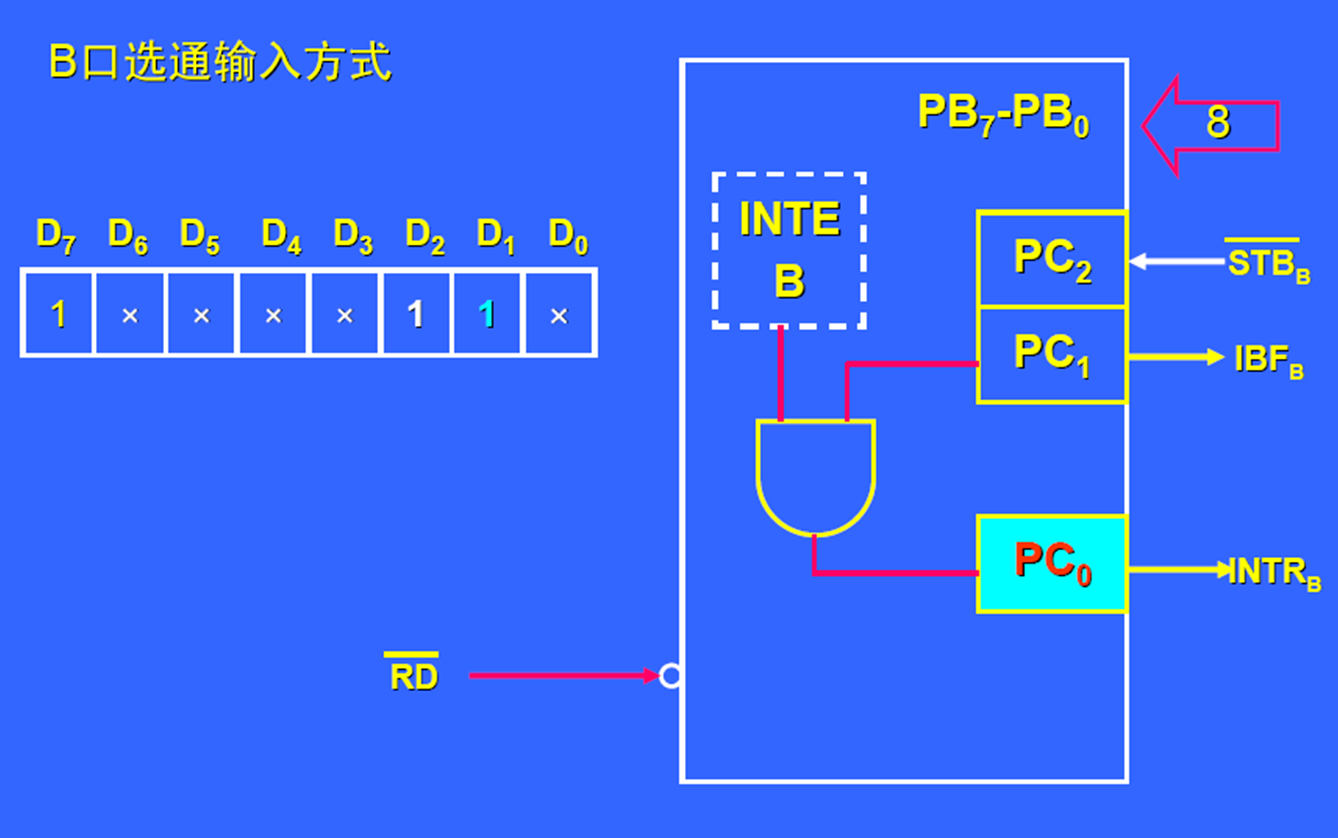 B口选通输入方式
D7 D6 D5 D4 D3 D2 D1 D0
1 × × × × 1 1 ×
PB7-PB0
8
INTE
B
PC2
STBB
PC1
IBFB
PC0
INTRB
RD